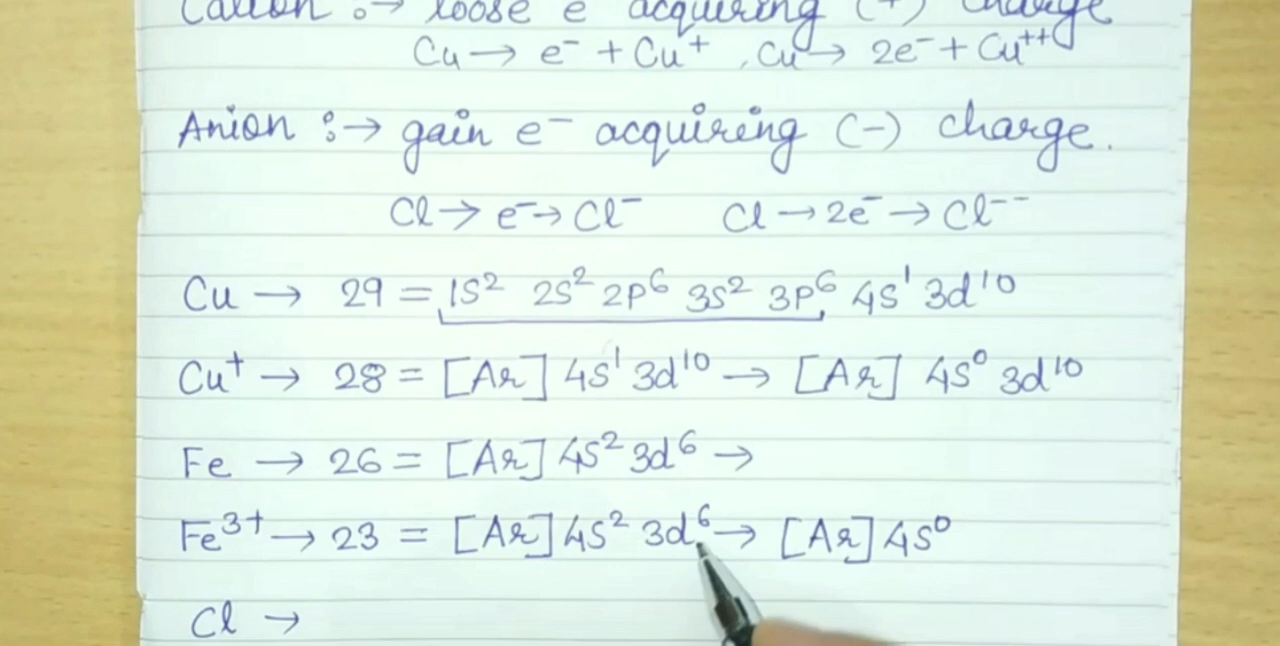 Cation :→ loose e⁻ acquiring (+) charge
Cu → e⁻ + Cu⁺ , Cu → 2e⁻ + Cu⁺⁺
Anion :→ gain e⁻ acquiring (-) charge.
Cl → e⁻ → Cl⁻ Cl → 2e⁻ → Cl⁻⁻
Cu → 29 = 1S² 2S² 2P⁶ 3S² 3P⁶ 4S¹ 3d¹⁰
Cu⁺ → 28 = [Ar] 4S¹ 3d¹⁰ → [Ar] 4S⁰ 3d¹⁰
Fe → 26 = [Ar] 4S² 3d⁶ →
Fe³⁺ → 23 = [Ar] 4S² 3d⁶ → [Ar] 4S⁰
Cl →